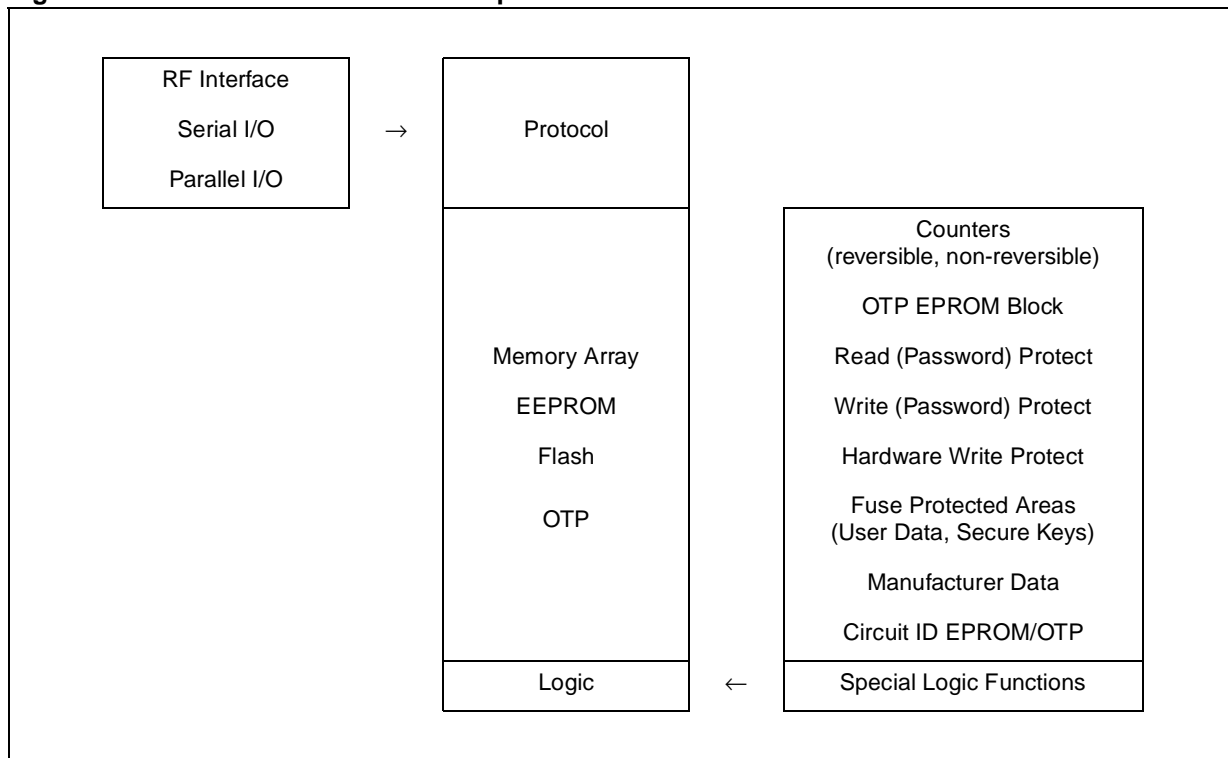 RF Interface
Serial I/O
→
Parallel I/O
Protocol
Memory Array
EEPROM
Flash
OTP
Logic
←
Counters
(reversible, non-reversible)
OTP EPROM Block
Read (Password) Protect
Write (Password) Protect
Hardware Write Protect
Fuse Protected Areas
(User Data, Secure Keys)
Manufacturer Data
Circuit ID EPROM/OTP
Special Logic Functions